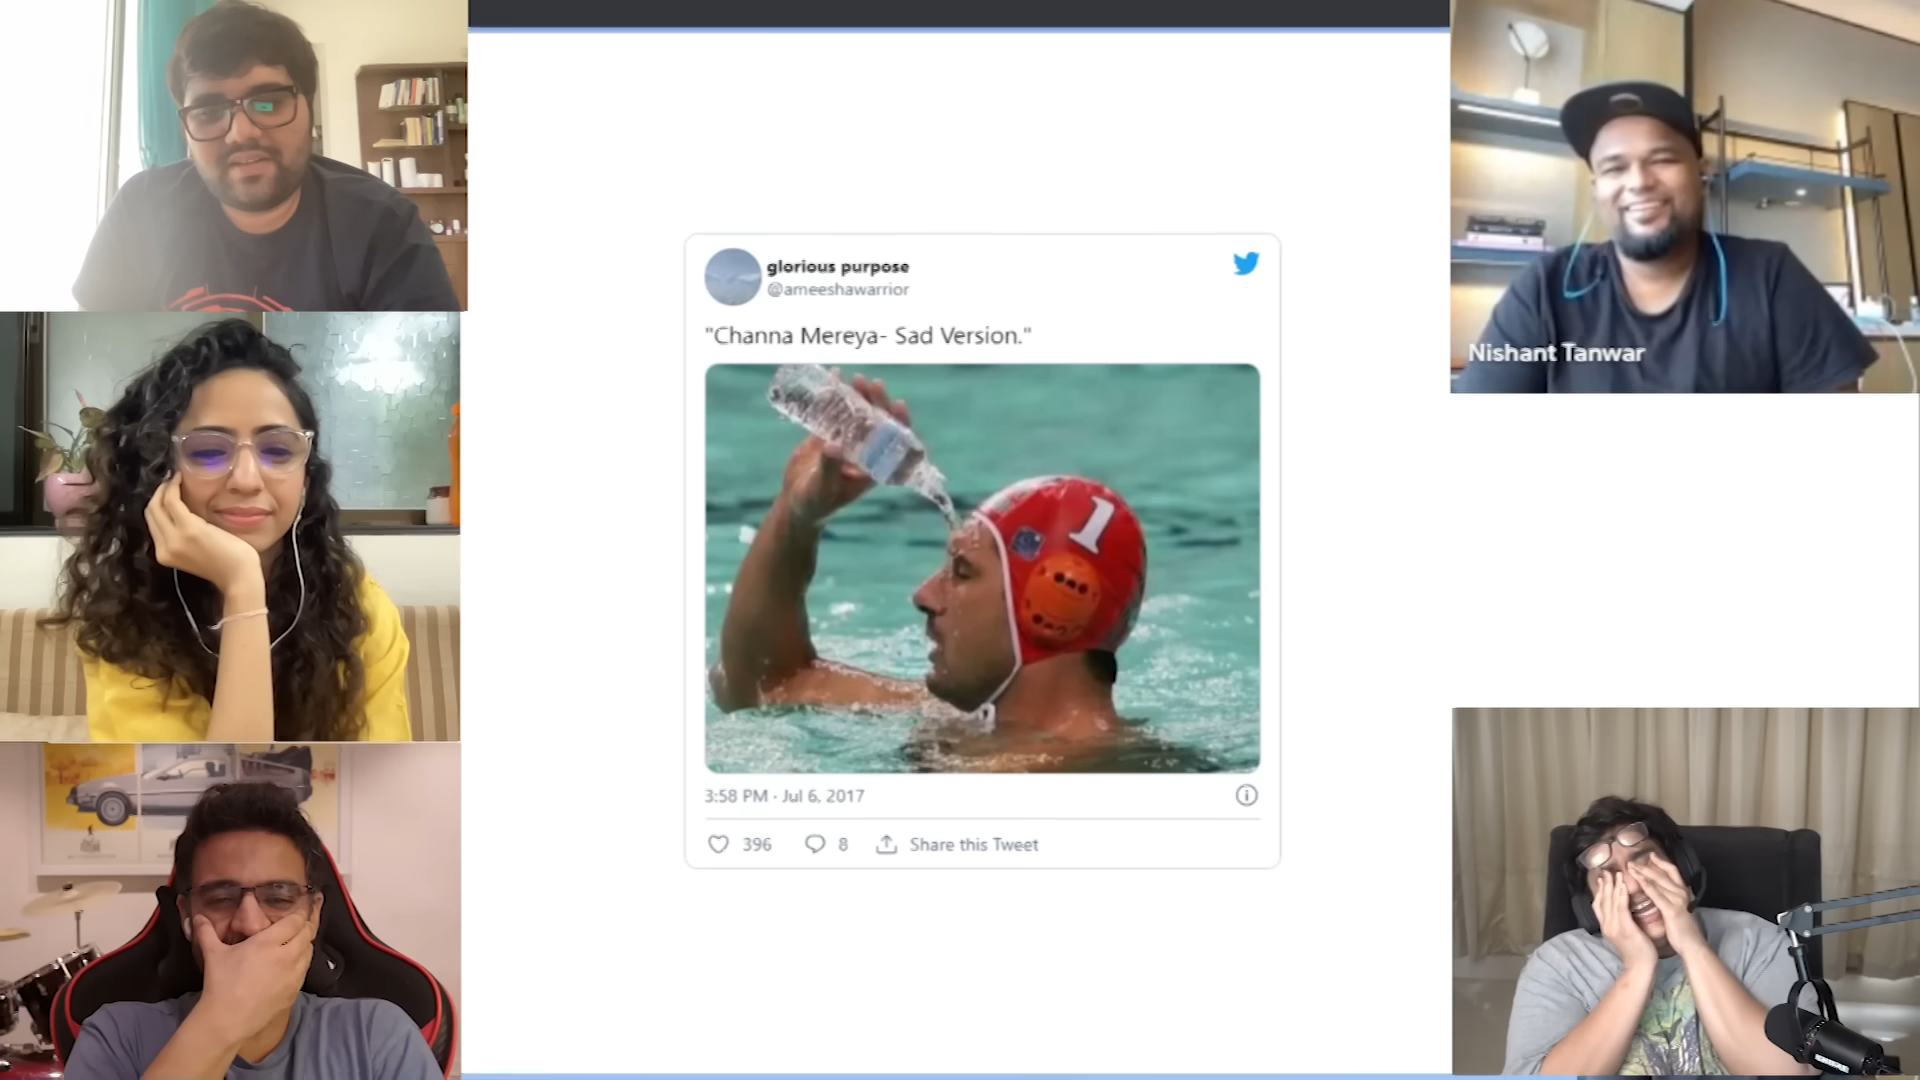 glorious purpose
@ameeshawarrior
"Channa Mereya- Sad Version."
1
3:58 PM · Jul 6, 2017
396
8
Share this Tweet
Nishant Tanwar